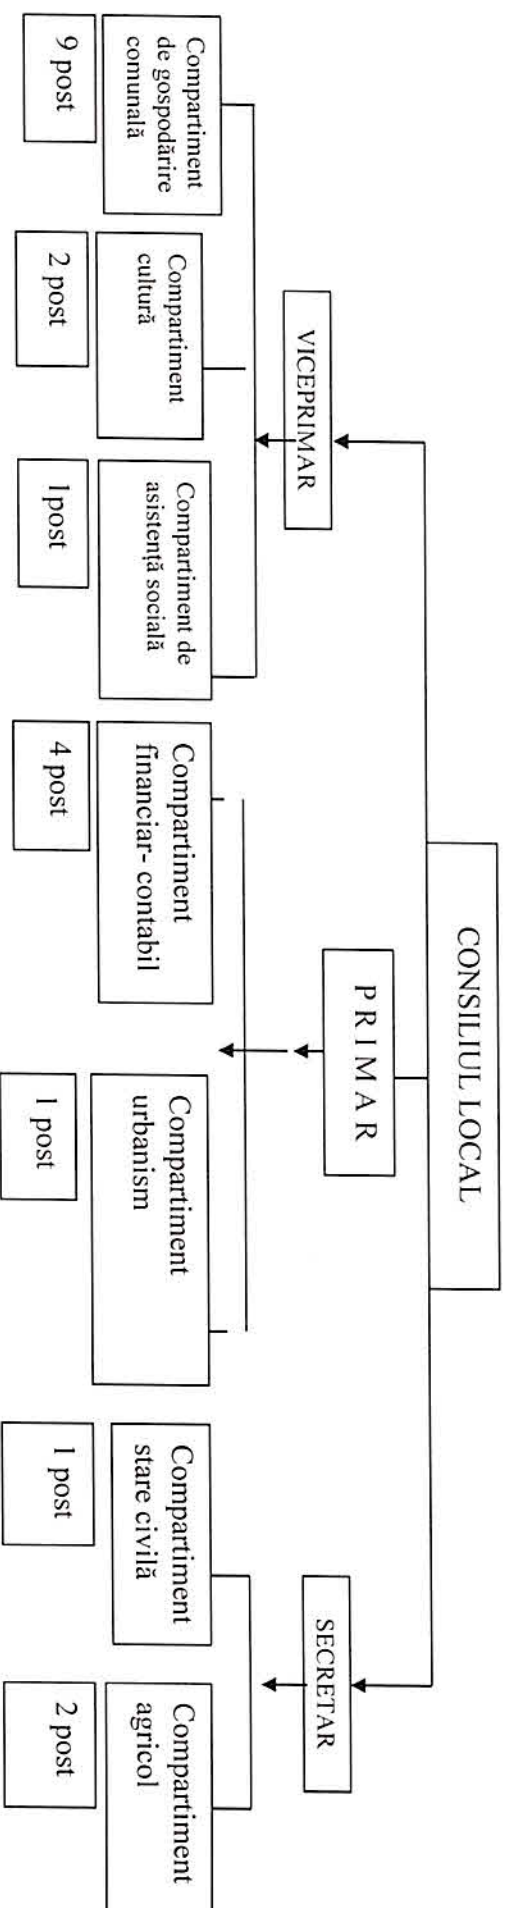 CONSILIUL LOCAL
VICEPRIMAR
P R I M A R
SECRETAR
Compartiment
de gospodărire
comunală
Compartiment
cultură
Compartiment de
asistență socială
Compartiment
financiar- contabil
Compartiment
urbanism
Compartiment
stare civilă
Compartiment
agricol
9 post
2 post
1post
4 post
1 post
1 post
2 post